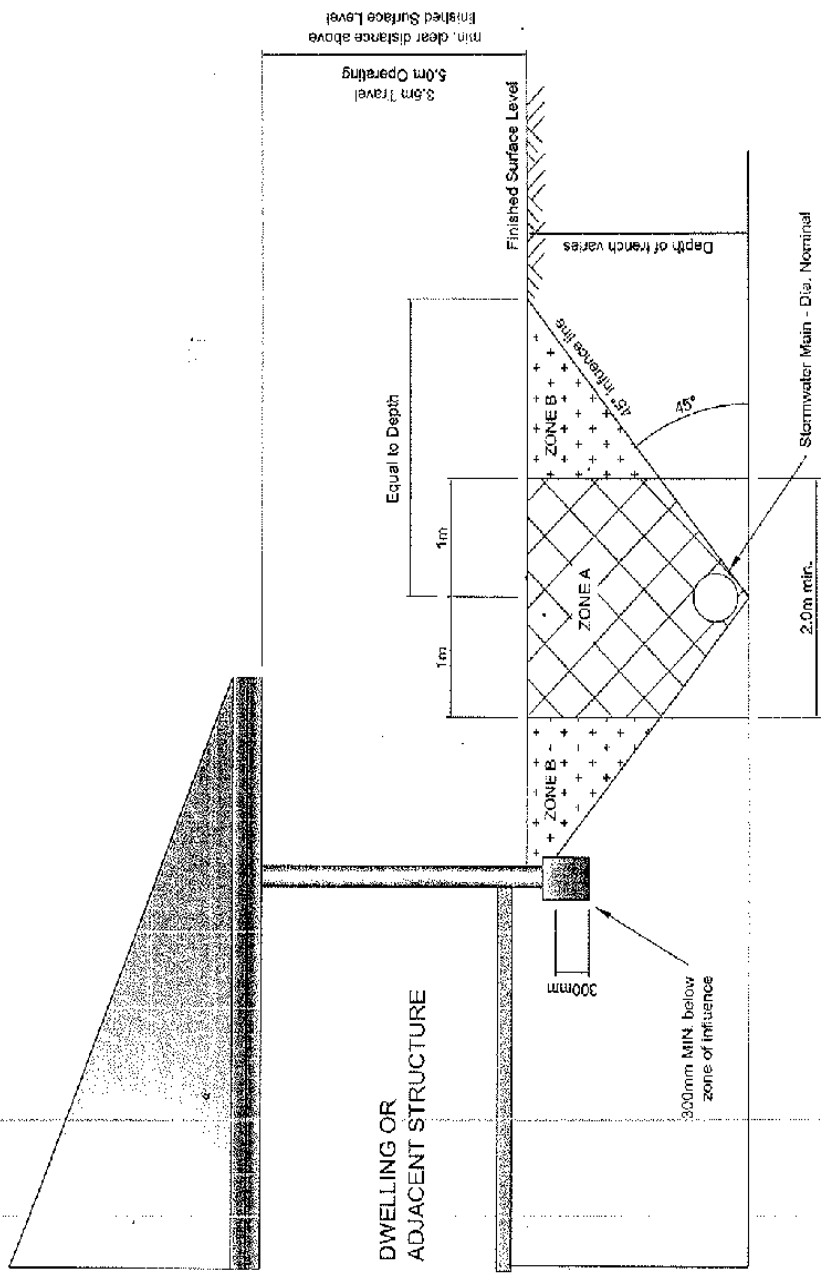 min. clear distance above
finished Surface Level
3.5m Travel
5.0m Operating
Finished Surface Level
Equal to Depth
1m
1m
ZONE B
ZONE A
ZONE B
45° influence line
45°
Depth of trench varies
Stormwater Main - Dia. Nominal
2.0m min.
300mm
300mm MIN. below
zone of influence
DWELLING OR
ADJACENT STRUCTURE